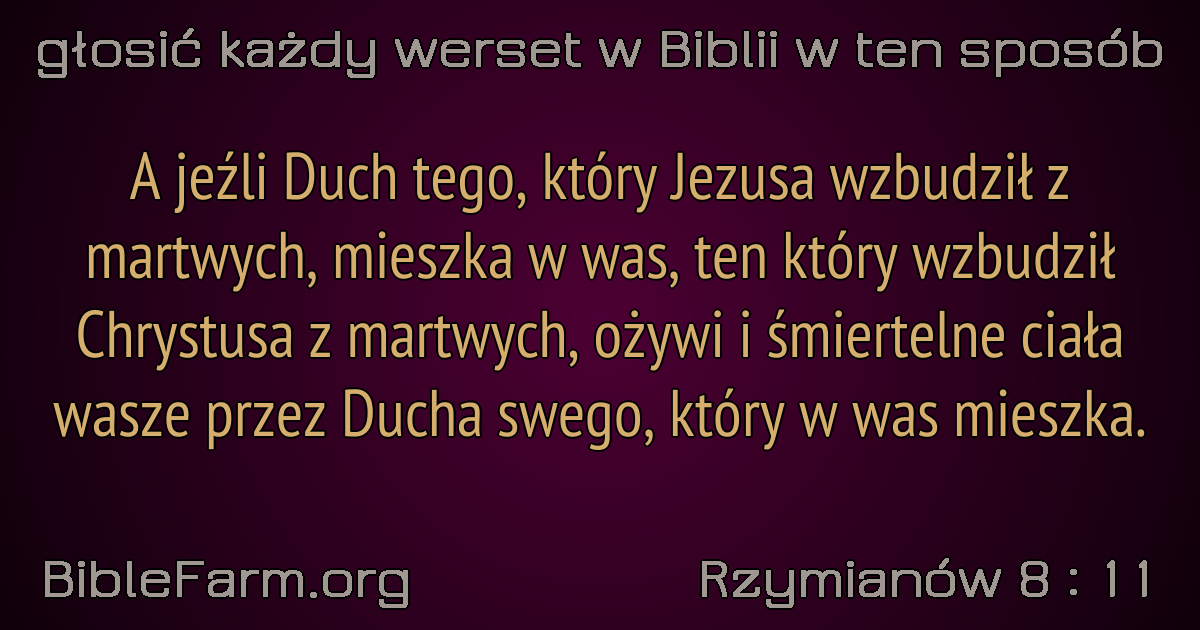 głosić każdy werset w Biblii w ten sposób
A jeźli Duch tego, który Jezusa wzbudził z
martwych, mieszka w was, ten który wzbudził
Chrystusa z martwych, ożywi i śmiertelne ciała
wasze przez Ducha swego, który w was mieszka.
BibleFarm.org
Rzymianów 8 : 11